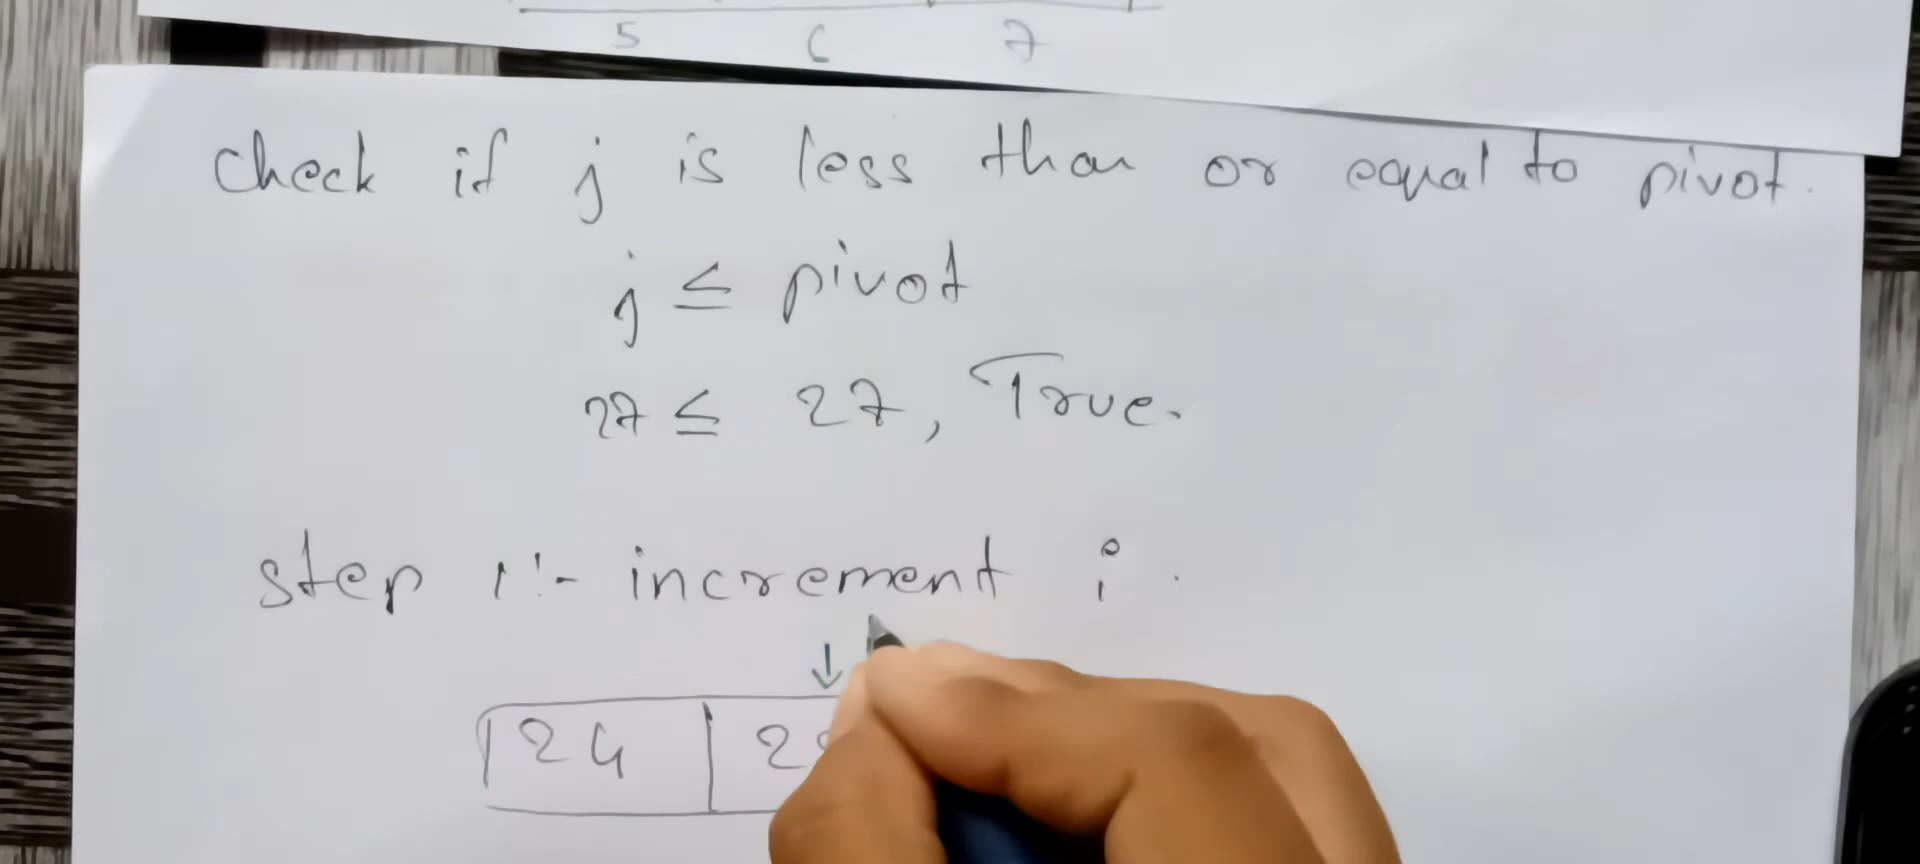 5 6 7
check if j is less than or equal to pivot.
j ≤ pivot
27 ≤ 27, True.
step 1:- increment i.
24